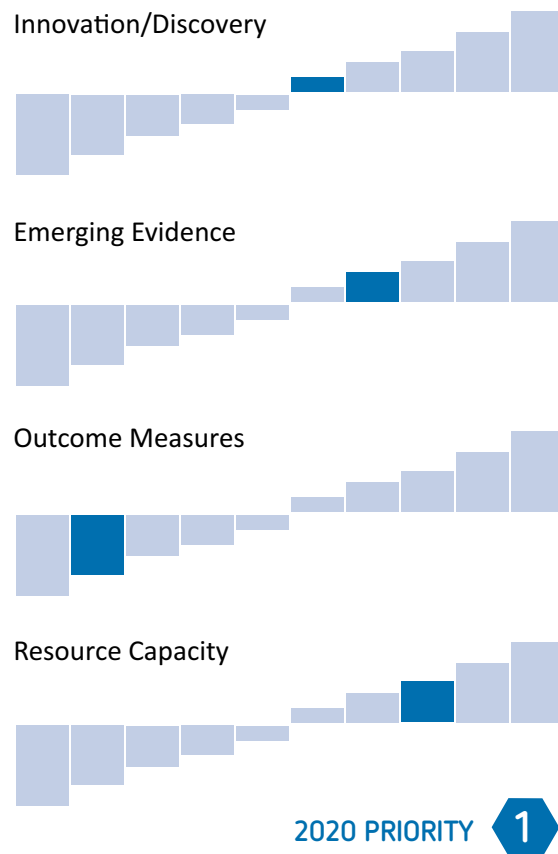 Innovation/Discovery
Emerging Evidence
Outcome Measures
Resource Capacity
2020 PRIORITY 1